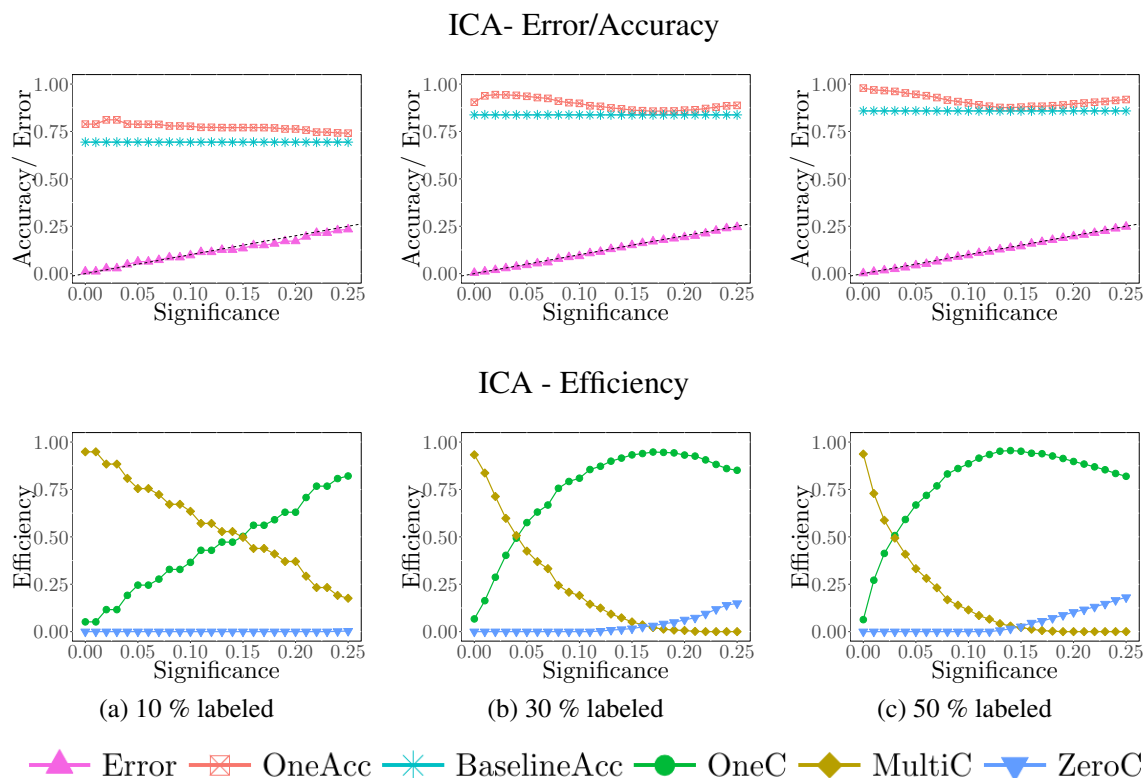 ICA- Error/Accuracy
Accuracy/ Error
1.00
0.75
0.50
0.25
0.00
0.00 0.05 0.10 0.15 0.20 0.25
Significance
Accuracy/ Error
1.00
0.75
0.50
0.25
0.00
0.00 0.05 0.10 0.15 0.20 0.25
Significance
Accuracy/ Error
1.00
0.75
0.50
0.25
0.00
0.00 0.05 0.10 0.15 0.20 0.25
Significance
ICA - Efficiency
Efficiency
1.00
0.75
0.50
0.25
0.00
0.00 0.05 0.10 0.15 0.20 0.25
Significance
(a) 10 % labeled
Efficiency
1.00
0.75
0.50
0.25
0.00
0.00 0.05 0.10 0.15 0.20 0.25
Significance
(b) 30 % labeled
Efficiency
1.00
0.75
0.50
0.25
0.00
0.00 0.05 0.10 0.15 0.20 0.25
Significance
(c) 50 % labeled
Error OneAcc BaselineAcc OneC MultiC ZeroC